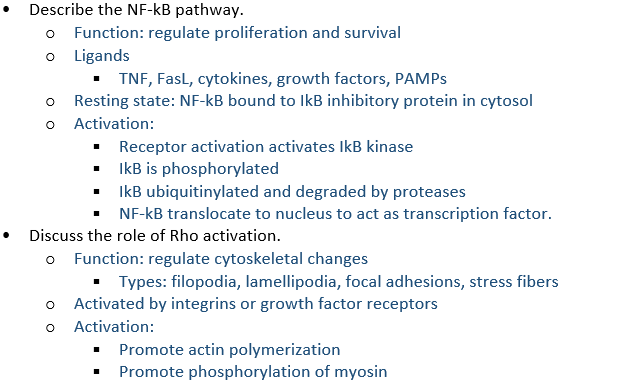 • Describe the NF-kB pathway.
o Function: regulate proliferation and survival
o Ligands
▪ TNF, FasL, cytokines, growth factors, PAMPs
o Resting state: NF-kB bound to IkB inhibitory protein in cytosol
o Activation:
▪ Receptor activation activates IkB kinase
▪ IkB is phosphorylated
▪ IkB ubiquitinylated and degraded by proteases
▪ NF-kB translocate to nucleus to act as transcription factor.
• Discuss the role of Rho activation.
o Function: regulate cytoskeletal changes
▪ Types: filopodia, lamellipodia, focal adhesions, stress fibers
o Activated by integrins or growth factor receptors
o Activation:
▪ Promote actin polymerization
▪ Promote phosphorylation of myosin